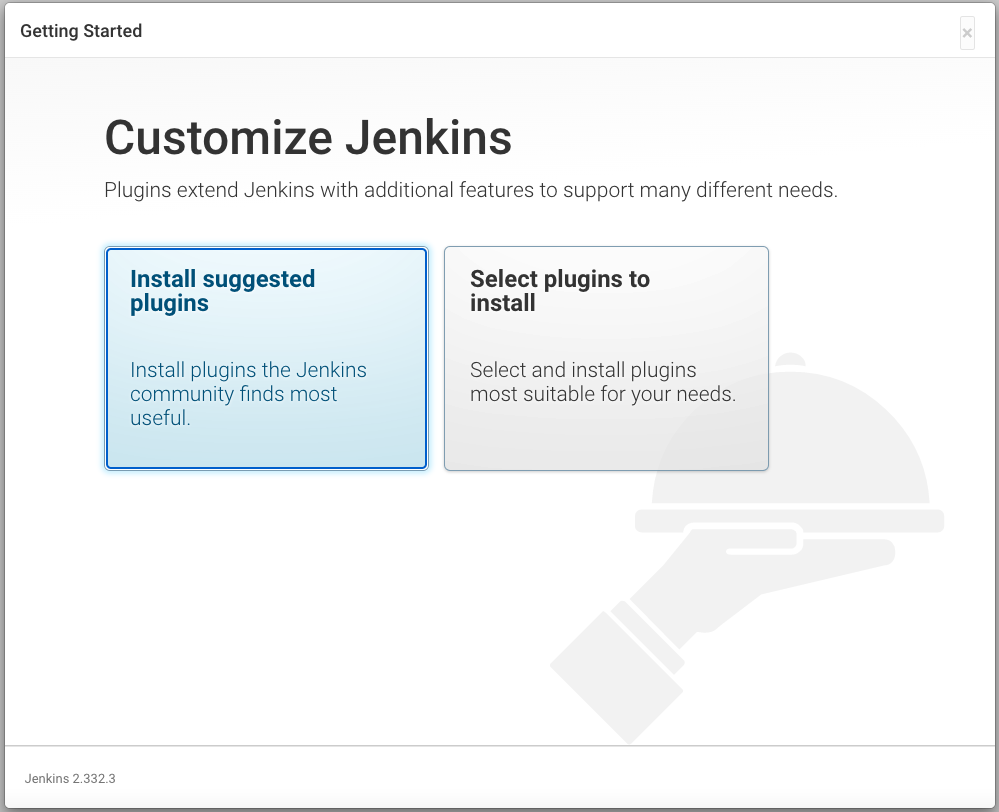 Getting Started
×
Customize Jenkins
Plugins extend Jenkins with additional features to support many different needs.
Install suggested
plugins
Install plugins the Jenkins
community finds most
useful.
Select plugins to
install
Select and install plugins
most suitable for your needs.
Jenkins 2.332.3